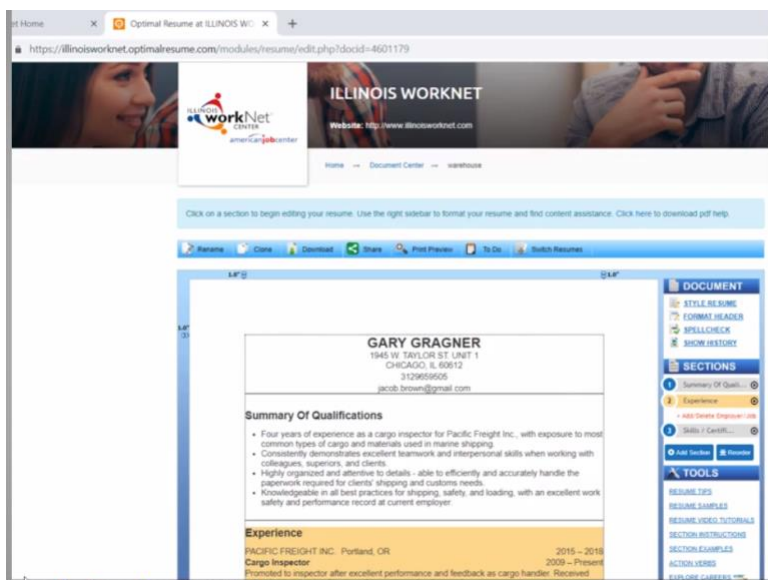 et Home
Optimal Resume at ILLINOIS WO
https://illinoisworknet.optimalresume.com/modules/resume/edit.php?docid=4601179
ILLINOIS
workNet
CENTER
americanjobcenter
ILLINOIS WORKNET
Website: http://www.illinoisworknet.com
Home → Document Center → warehouse
Click on a section to begin editing your resume. Use the right sidebar to format your resume and find content assistance. Click here to download pdf help.
Rename Clone Download Share Print Preview To Do Switch Resumes
1.0" 1.0"
1.0"
GARY GRAGNER
1945 W. TAYLOR ST. UNIT 1
CHICAGO, IL 60612
3129659505
jacob.brown@gmail.com
Summary Of Qualifications
• Four years of experience as a cargo inspector for Pacific Freight Inc., with exposure to most
common types of cargo and materials used in marine shipping.
• Consistently demonstrates excellent teamwork and interpersonal skills when working with
colleagues, superiors, and clients.
• Highly organized and attentive to details - able to efficiently and accurately handle the
paperwork required for clients' shipping and customs needs.
• Knowledgeable in all best practices for shipping, safety, and loading, with an excellent work
safety and performance record at current employer.
Experience
PACIFIC FREIGHT INC. Portland, OR 2015 – 2018
Cargo Inspector 2009 – Present
Promoted to inspector after excellent performance and feedback as cargo handler. Received
DOCUMENT
STYLE RESUME
FORMAT HEADER
SPELLCHECK
SHOW HISTORY
SECTIONS
1 Summary Of Quali...
2 Experience
+ Add Delete Employer/Job
3 Skills / Certifi...
Add Section Reorder
TOOLS
RESUME TIPS
RESUME SAMPLES
RESUME VIDEO TUTORIALS
SECTION INSTRUCTIONS
SECTION EXAMPLES
ACTION VERBS
EXPLORE CAREERS